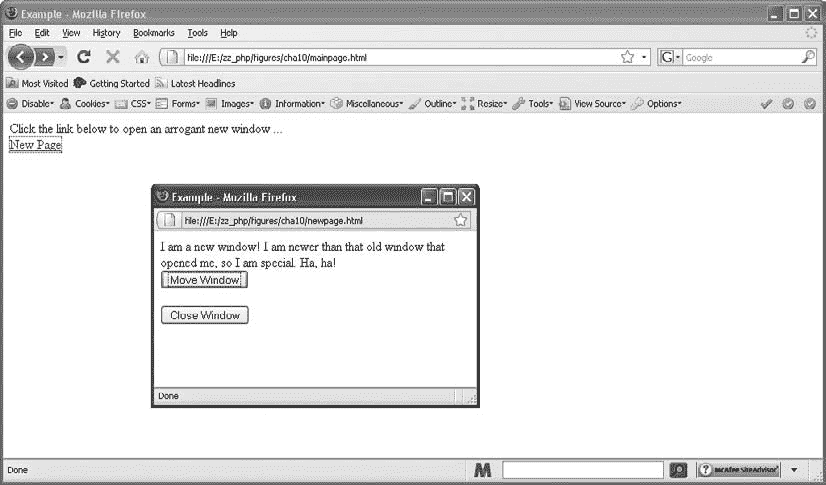 Example - Mozilla Firefox
File Edit View History Bookmarks Tools Help
file:///E:/zz_php/figures/cha10/mainpage.html
Google
Most Visited Getting Started Latest Headlines
Disable Cookies CSS Forms Images Information Miscellaneous Outline Resize Tools View Source Options
Click the link below to open an arrogant new window ...
New Page
Example - Mozilla Firefox
file:///E:/zz_php/figures/cha10/newpage.html
I am a new window! I am newer than that old window that
opened me, so I am special. Ha, ha!
Move Window
Close Window
Done
Done
McAfee SiteAdvisor